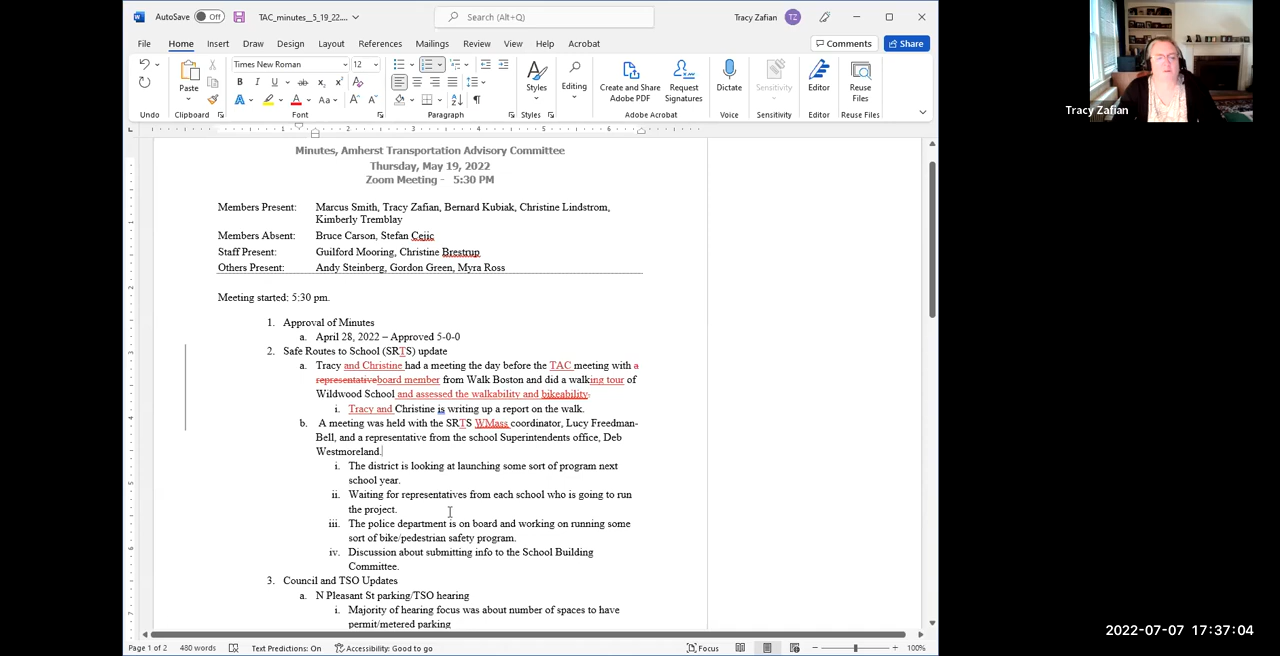 AutoSave Off TAC_minutes_5_19_22.... Search (Alt+Q) Tracy Zafian TZ
File Home Insert Draw Design Layout References Mailings Review View Help Acrobat Comments Share
Times New Roman 12
Paste Styles Editing Create and Share Adobe PDF Request Signatures Dictate Sensitivity Editor Reuse Files
Undo Clipboard Font Paragraph Styles Adobe Acrobat Voice Sensitivity Editor Reuse Files
Minutes, Amherst Transportation Advisory Committee
Thursday, May 19, 2022
Zoom Meeting - 5:30 PM
Members Present: Marcus Smith, Tracy Zafian, Bernard Kubiak, Christine Lindstrom,
Kimberly Tremblay
Members Absent: Bruce Carson, Stefan Cejic
Staff Present: Guilford Mooring, Christine Brestrup
Others Present: Andy Steinberg, Gordon Green, Myra Ross
Meeting started: 5:30 pm.
1. Approval of Minutes
a. April 28, 2022 – Approved 5-0-0
2. Safe Routes to School (SRTS) update
a. Tracy and Christine had a meeting the day before the TAC meeting with a
representativeboard member from Walk Boston and did a walking tour of
Wildwood School and assessed the walkability and bikeability.
i. Tracy and Christine is writing up a report on the walk.
b. A meeting was held with the SRTS WMass coordinator, Lucy Freedman-
Bell, and a representative from the school Superintendents office, Deb
Westmoreland.
i. The district is looking at launching some sort of program next
school year.
ii. Waiting for representatives from each school who is going to run
the project.
iii. The police department is on board and working on running some
sort of bike/pedestrian safety program.
iv. Discussion about submitting info to the School Building
Committee.
3. Council and TSO Updates
a. N Pleasant St parking/TSO hearing
i. Majority of hearing focus was about number of spaces to have
permit/metered parking
Page 1 of 2 480 words Text Predictions: On Accessibility: Good to go Focus 100%
Tracy Zafian
2022-07-07 17:37:04